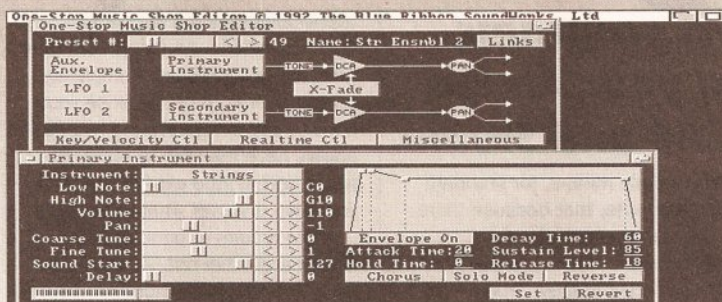 One-Stop Music Shop Editor © 1992 The Blue Ribbon SoundWorks, Ltd
One-Stop Music Shop Editor
Preset #: < > 49 Name: Str Ensmbl 2 Links
Aux. Envelope
Primary Instrument TONE DCA PAN
LFO 1
X-Fade
LFO 2
Secondary Instrument TONE DCA PAN
Key/Velocity Ctl Realtime Ctl Miscellaneous
Primary Instrument
Instrument: Strings
Low Note: < > C0
High Note: < > G10
Volume: < > 110
Pan: < > -1
Coarse Tune: < > 0
Fine Tune: < > 1
Sound Start: < > 127
Delay: < > 0
Envelope On Decay Time: 60
Attack Time: 20 Sustain Level: 85
Hold Time: 0 Release Time: 18
Chorus Solo Mode Reverse
Set Revert